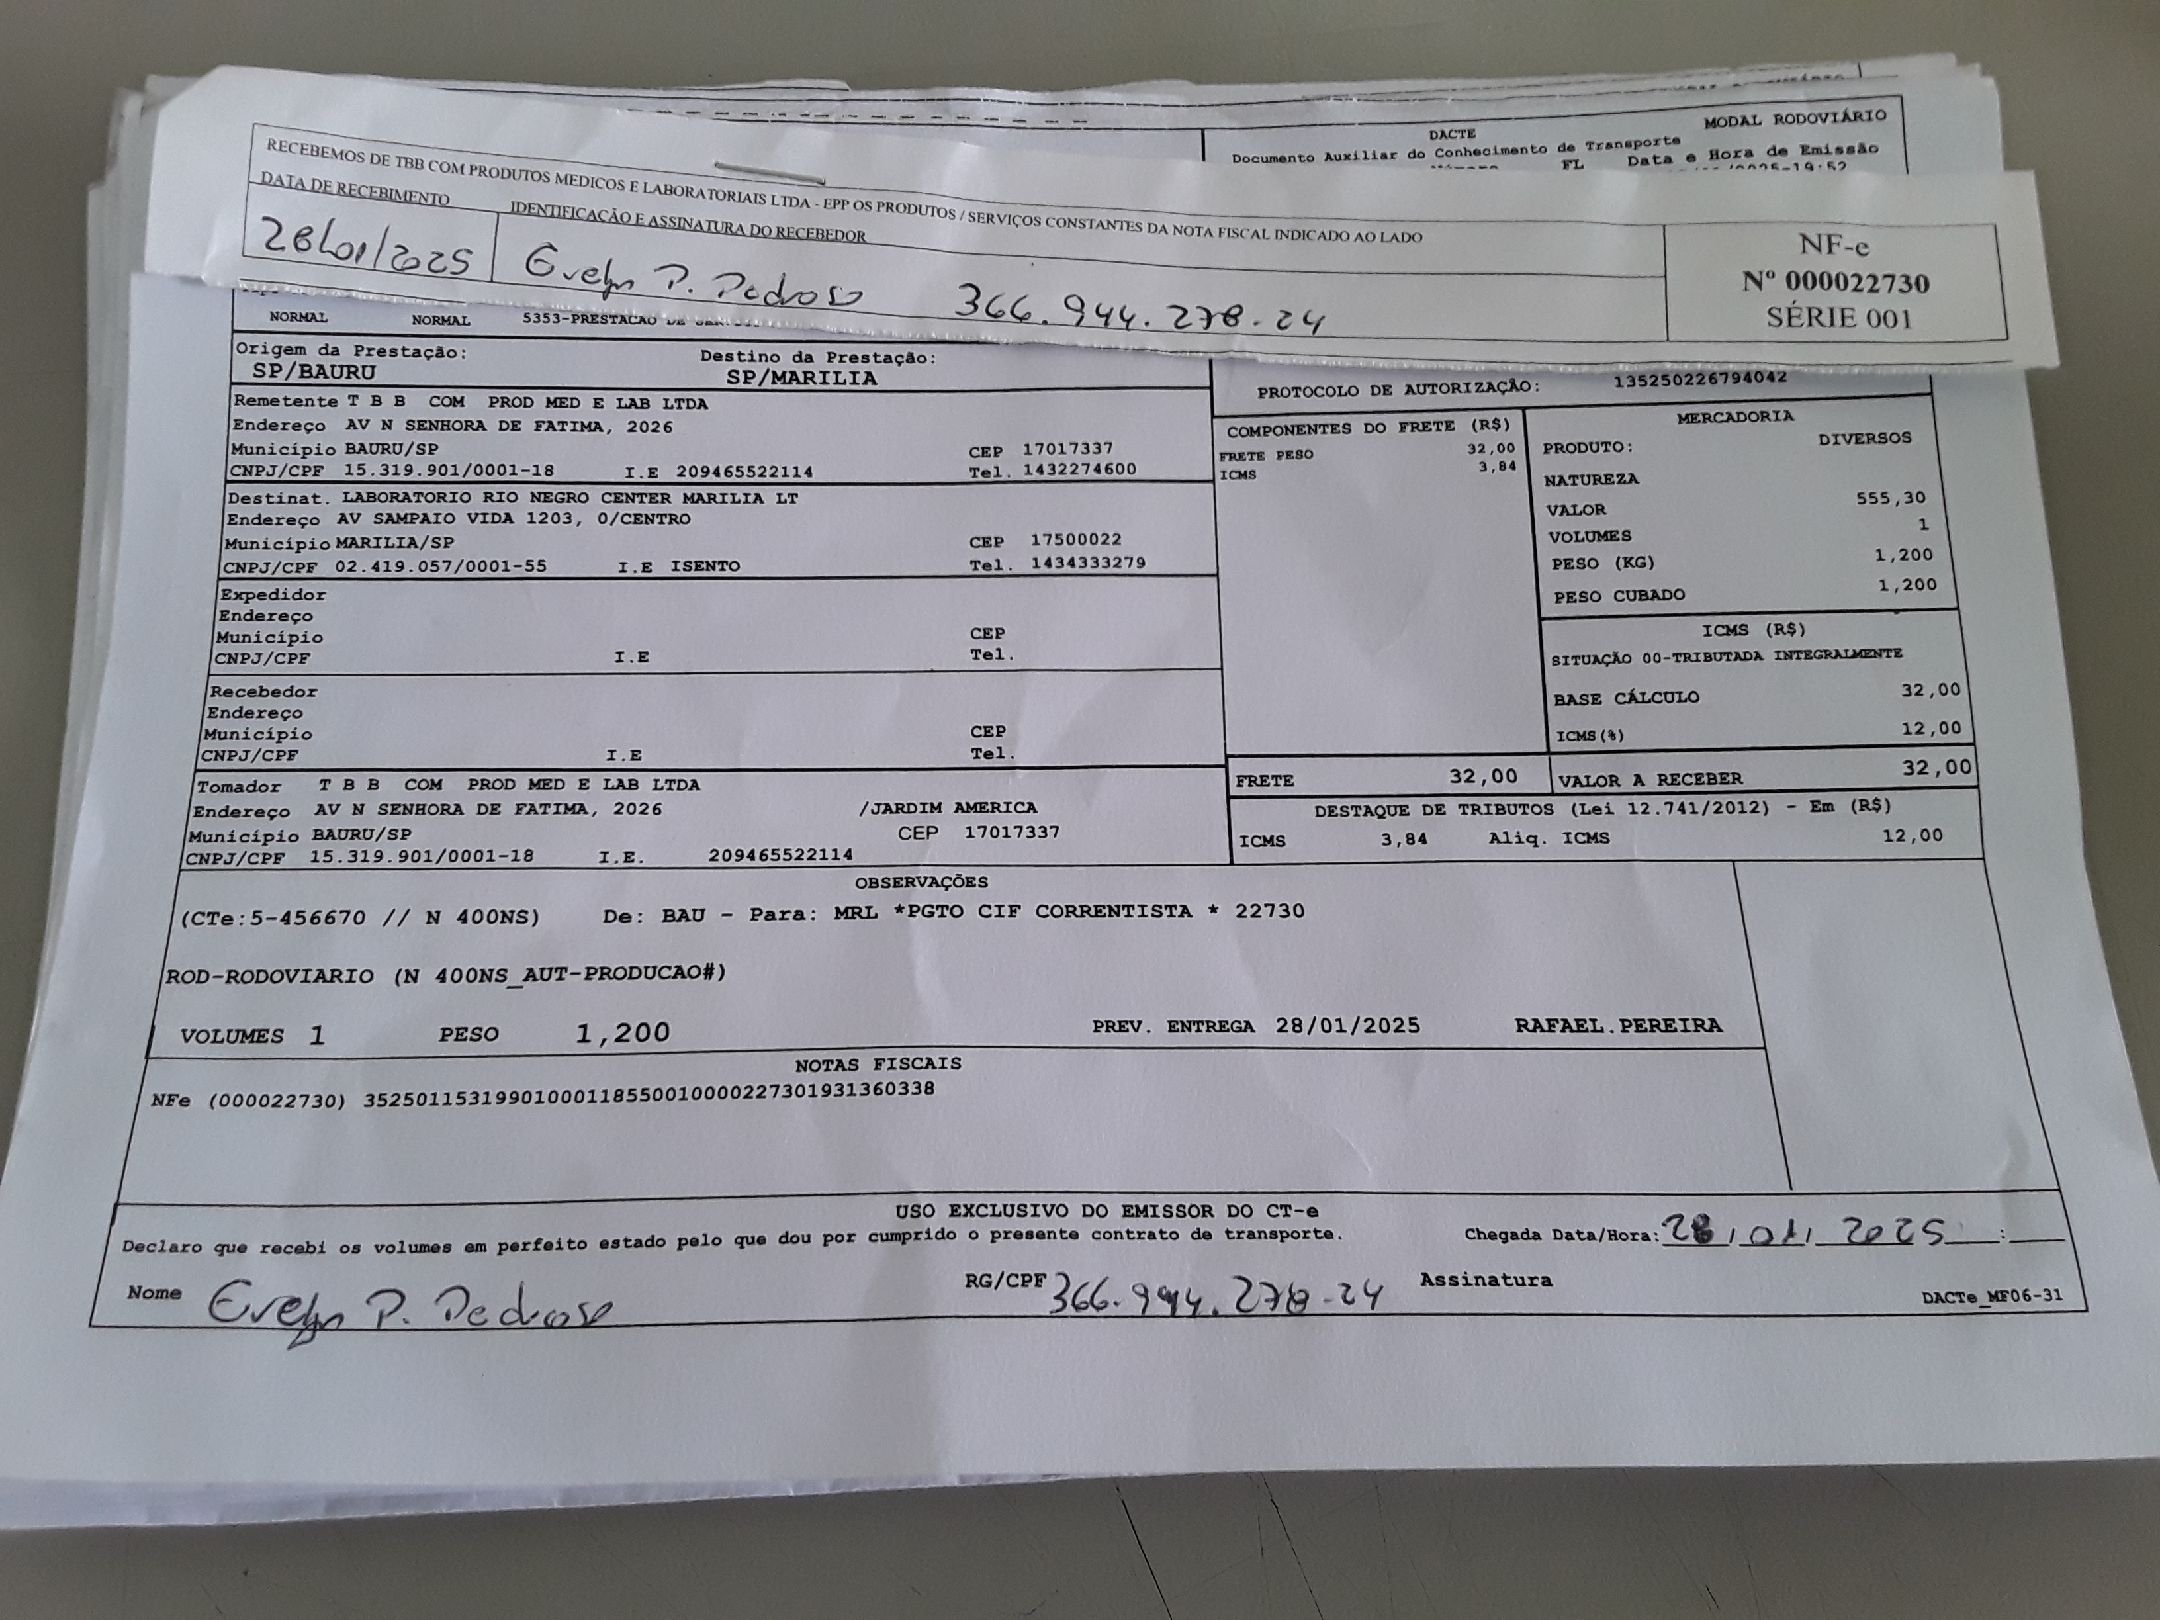 MODAL RODOVIÁRIO
DACTE
Documento Auxiliar do Conhecimento de Transporte
FL Data e Hora de Emissão
RECEBEMOS DE TBB COM PRODUTOS MEDICOS E LABORATORIAIS LTDA - EPP OS PRODUTOS / SERVIÇOS CONSTANTES DA NOTA FISCAL INDICADO AO LADO
DATA DE RECEBIMENTO IDENTIFICAÇÃO E ASSINATURA DO RECEBEDOR
28/01/2025 Evelyn P. Pedroso 366.944.278-24
NF-e
Nº 000022730
SÉRIE 001
NORMAL NORMAL 5353-PRESTACAO DE
Origem da Prestação: Destino da Prestação:
SP/BAURU SP/MARILIA
PROTOCOLO DE AUTORIZAÇÃO: 135250226794042
Remetente T B B COM PROD MED E LAB LTDA
Endereço AV N SENHORA DE FATIMA, 2026
Município BAURU/SP CEP 17017337
CNPJ/CPF 15.319.901/0001-18 I.E 209465522114 Tel. 1432274600
Destinat. LABORATORIO RIO NEGRO CENTER MARILIA LT
Endereço AV SAMPAIO VIDA 1203, 0/CENTRO
Município MARILIA/SP CEP 17500022
CNPJ/CPF 02.419.057/0001-55 I.E ISENTO Tel. 1434333279
Expedidor
Endereço
Município CEP
CNPJ/CPF I.E Tel.
Recebedor
Endereço
Município CEP
CNPJ/CPF I.E Tel.
Tomador T B B COM PROD MED E LAB LTDA
Endereço AV N SENHORA DE FATIMA, 2026 /JARDIM AMERICA
Município BAURU/SP CEP 17017337
CNPJ/CPF 15.319.901/0001-18 I.E. 209465522114
COMPONENTES DO FRETE (R$)
FRETE PESO 32,00
ICMS 3,84
MERCADORIA
PRODUTO: DIVERSOS
NATUREZA
VALOR 555,30
VOLUMES 1
PESO (KG) 1,200
PESO CUBADO 1,200
ICMS (R$)
SITUAÇÃO 00-TRIBUTADA INTEGRALMENTE
BASE CÁLCULO 32,00
ICMS(%) 12,00
FRETE 32,00 VALOR A RECEBER 32,00
DESTAQUE DE TRIBUTOS (Lei 12.741/2012) - Em (R$)
ICMS 3,84 Aliq. ICMS 12,00
OBSERVAÇÕES
(CTe:5-456670 // N 400NS) De: BAU - Para: MRL *PGTO CIF CORRENTISTA * 22730
ROD-RODOVIARIO (N 400NS_AUT-PRODUCAO#)
VOLUMES 1 PESO 1,200 PREV. ENTREGA 28/01/2025 RAFAEL.PEREIRA
NOTAS FISCAIS
NFe (000022730) 35250115319901000118550010000227301931360338
USO EXCLUSIVO DO EMISSOR DO CT-e
Declaro que recebi os volumes em perfeito estado pelo que dou por cumprido o presente contrato de transporte. Chegada Data/Hora: 28/01/2025 :
Nome Evelyn P. Pedroso RG/CPF 366.944.278-24 Assinatura
DACTe_MF06-31